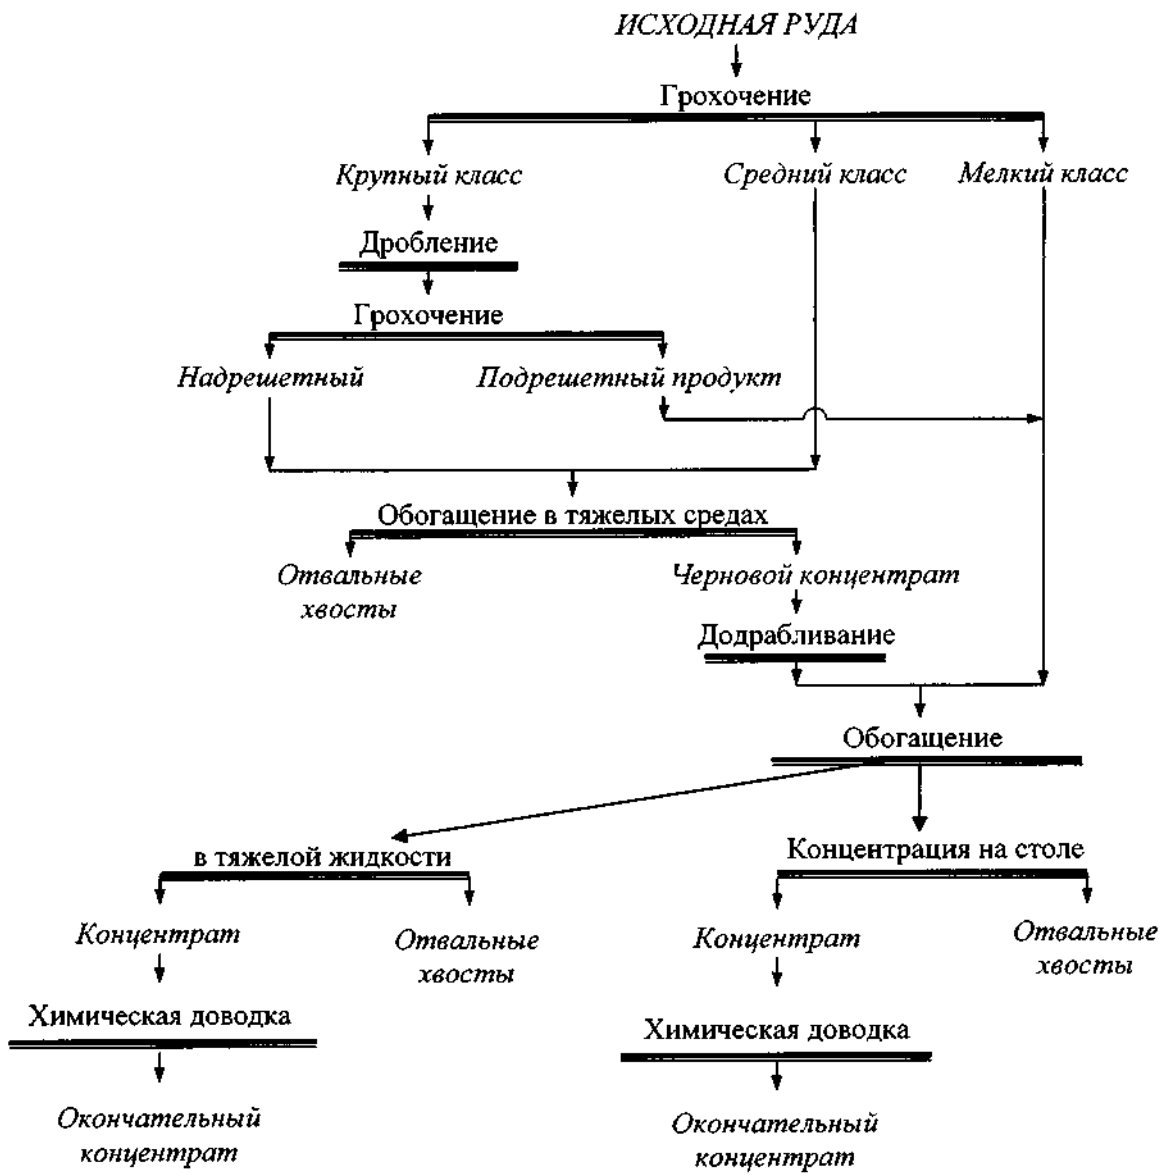 ИСХОДНАЯ РУДА
Грохочение
Крупный класс
Средний класс
Мелкий класс
Дробление
Грохочение
Надрешетный
Подрешетный продукт
Обогащение в тяжелых средах
Отвальные
хвосты
Черновой концентрат
Додрабливание
Обогащение
в тяжелой жидкости
Концентрация на столе
Концентрат
Отвальные
хвосты
Концентрат
Отвальные
хвосты
Химическая доводка
Химическая доводка
Окончательный
концентрат
Окончательный
концентрат